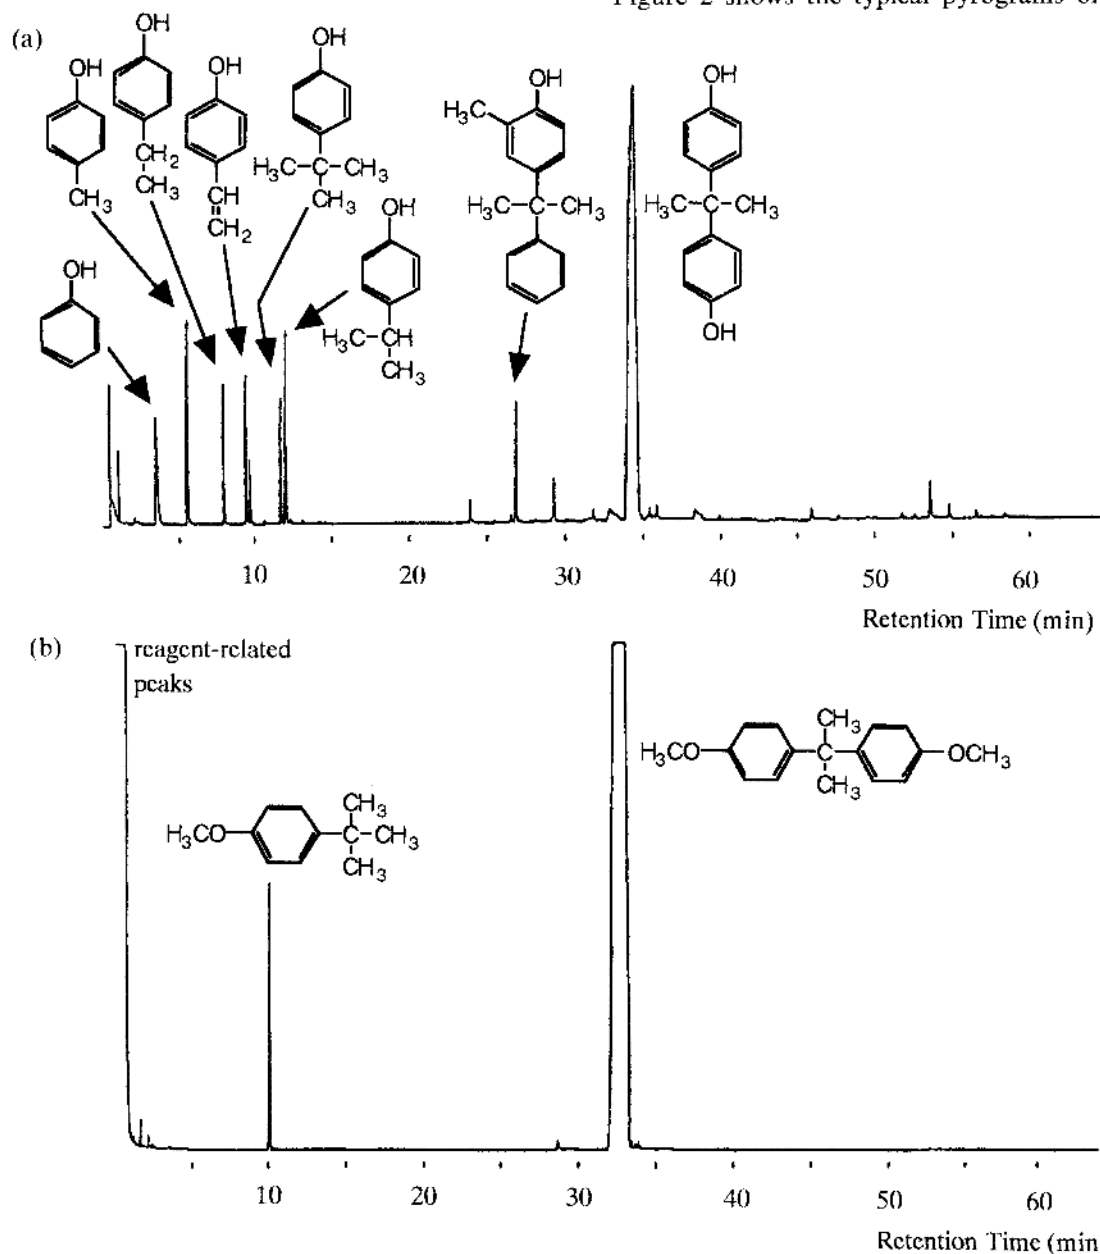 Figure 2 shows the typical pyrograms of
(a)
OH
OH
OH
OH
OH
OH
H₃C
CH₂
CH₃
CH₃
CH
CH₂
H₃C–C–CH₃
CH₃
OH
H₃C–C–CH₃
H₃C–C–CH₃
OH
OH
H₃C–CH
CH₃
10
20
30
40
50
60
Retention Time (min)
(b)
reagent-related
peaks
CH₃
H₃CO
C
OCH₃
CH₃
CH₃
H₃CO
C–CH₃
CH₃
10
20
30
40
50
60
Retention Time (min